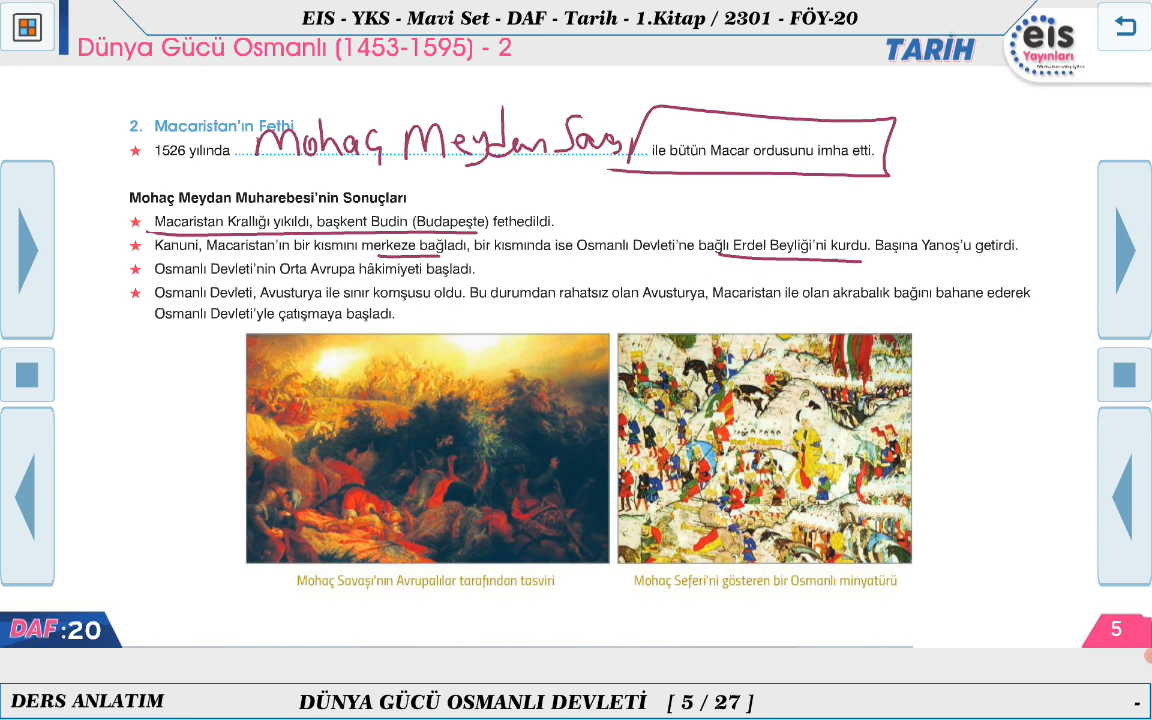 EIS - YKS - Mavi Set - DAF - Tarih - 1.Kitap / 2301 - FÖY-20
Dünya Gücü Osmanlı (1453-1595) - 2
TARİH
eis
Yayınları
2. Macaristan'ın Fethi
★ 1526 yılında Mohaç Meydan Savşı ile bütün Macar ordusunu imha etti.
Mohaç Meydan Muharebesi'nin Sonuçları
★ Macaristan Krallığı yıkıldı, başkent Budin (Budapeşte) fethedildi.
★ Kanuni, Macaristan'ın bir kısmını merkeze bağladı, bir kısmında ise Osmanlı Devleti'ne bağlı Erdel Beyliği'ni kurdu. Başına Yanoş'u getirdi.
★ Osmanlı Devleti'nin Orta Avrupa hâkimiyeti başladı.
★ Osmanlı Devleti, Avusturya ile sınır komşusu oldu. Bu durumdan rahatsız olan Avusturya, Macaristan ile olan akrabalık bağını bahane ederek
Osmanlı Devleti'yle çatışmaya başladı.
Mohaç Savaşı'nın Avrupalılar tarafından tasviri
Mohaç Seferi'ni gösteren bir Osmanlı minyatürü
DAF:20
5
DERS ANLATIM
DÜNYA GÜCÜ OSMANLI DEVLETİ [ 5 / 27 ]
-